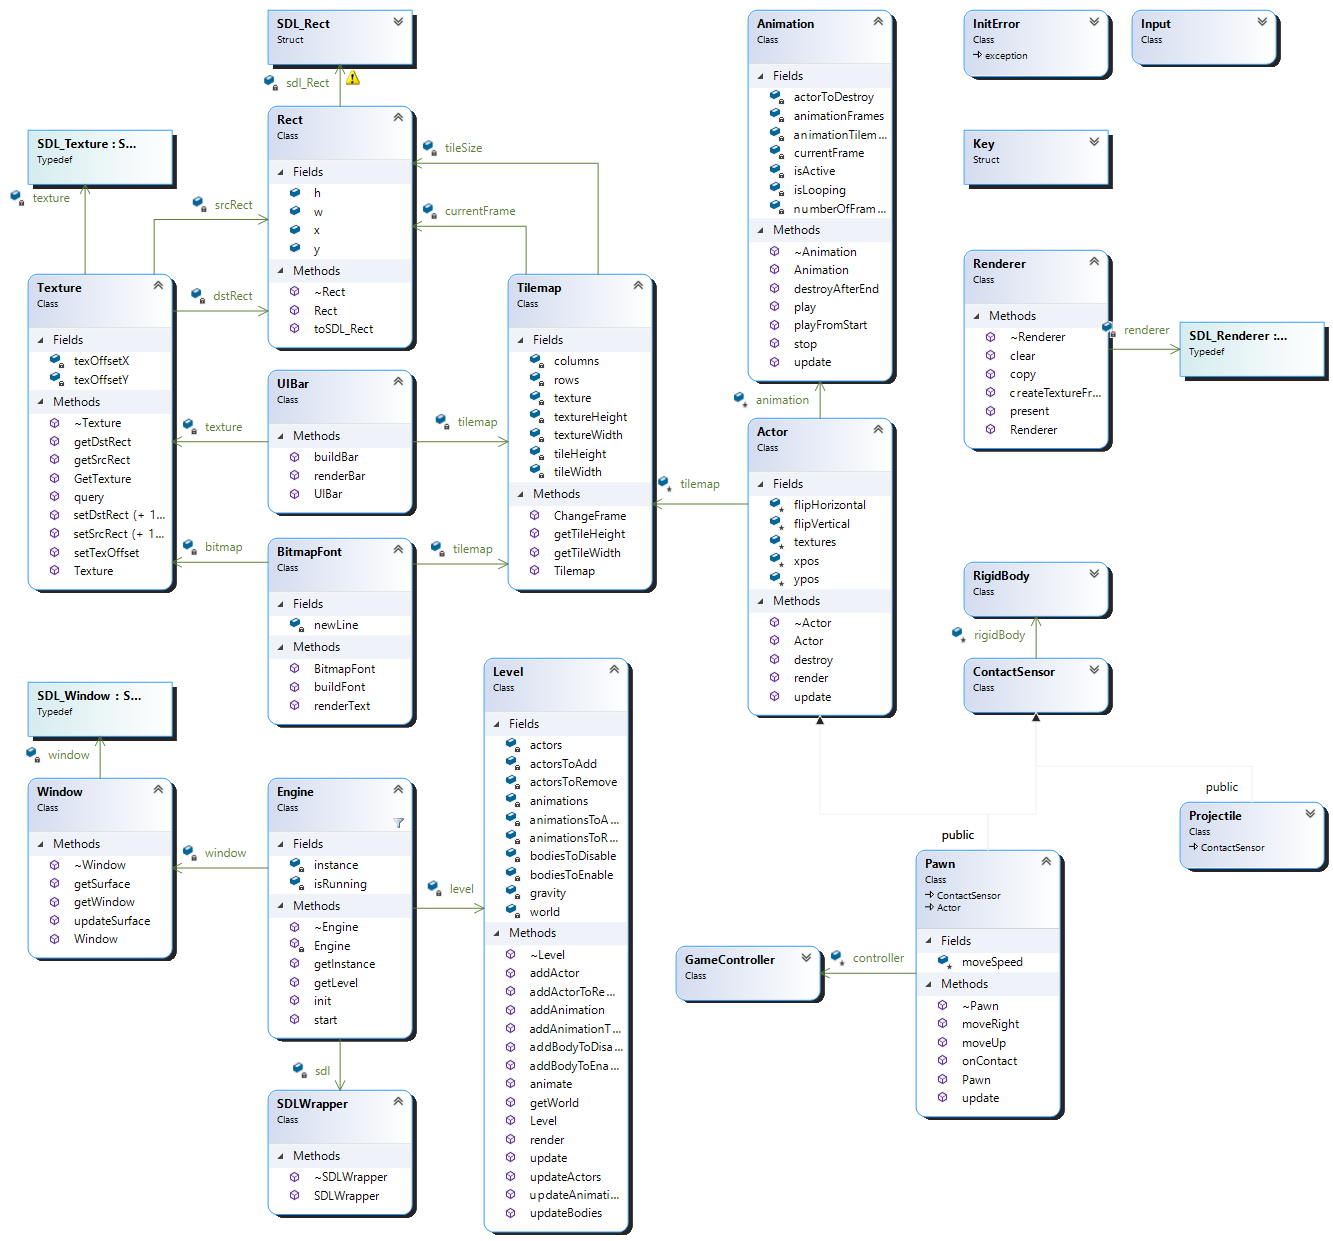 SDL_Rect
Struct
sdl_Rect
Rect
Class
Fields
h
w
x
y
Methods
~Rect
Rect
toSDL_Rect
SDL_Texture : S...
Typedef
texture
srcRect
dstRect
tileSize
currentFrame
Texture
Class
Fields
texOffsetX
texOffsetY
Methods
~Texture
getDstRect
getSrcRect
GetTexture
query
setDstRect (+ 1...
setSrcRect (+ 1...
setTexOffset
Texture
UIBar
Class
Methods
buildBar
renderBar
UIBar
texture
tilemap
BitmapFont
Class
Fields
newLine
Methods
BitmapFont
buildFont
renderText
bitmap
tilemap
Tilemap
Class
Fields
columns
rows
texture
textureHeight
textureWidth
tileHeight
tileWidth
Methods
ChangeFrame
getTileHeight
getTileWidth
Tilemap
Animation
Class
Fields
actorToDestroy
animationFrames
animationTilem...
currentFrame
isActive
isLooping
numberOfFram...
Methods
~Animation
Animation
destroyAfterEnd
play
playFromStart
stop
update
animation
Actor
Class
Fields
flipHorizontal
flipVertical
textures
xpos
ypos
Methods
~Actor
Actor
destroy
render
update
tilemap
InitError
Class
exception
Input
Class
Key
Struct
Renderer
Class
Methods
~Renderer
clear
copy
createTextureFr...
present
Renderer
renderer
SDL_Renderer :...
Typedef
RigidBody
Class
rigidBody
ContactSensor
Class
public
Projectile
Class
ContactSensor
public
Pawn
Class
ContactSensor
Actor
Fields
moveSpeed
Methods
~Pawn
moveRight
moveUp
onContact
Pawn
update
controller
GameController
Class
SDL_Window : S...
Typedef
window
Window
Class
Methods
~Window
getSurface
getWindow
updateSurface
Window
window
Engine
Class
Fields
instance
isRunning
Methods
~Engine
Engine
getInstance
getLevel
init
start
level
sdl
SDLWrapper
Class
Methods
~SDLWrapper
SDLWrapper
Level
Class
Fields
actors
actorsToAdd
actorsToRemove
animations
animationsToA...
animationsToR...
bodiesToDisable
bodiesToEnable
gravity
world
Methods
~Level
addActor
addActorToRe...
addAnimation
addAnimationT...
addBodyToDisa...
addBodyToEna...
animate
getWorld
Level
render
update
updateActors
updateAnimati...
updateBodies